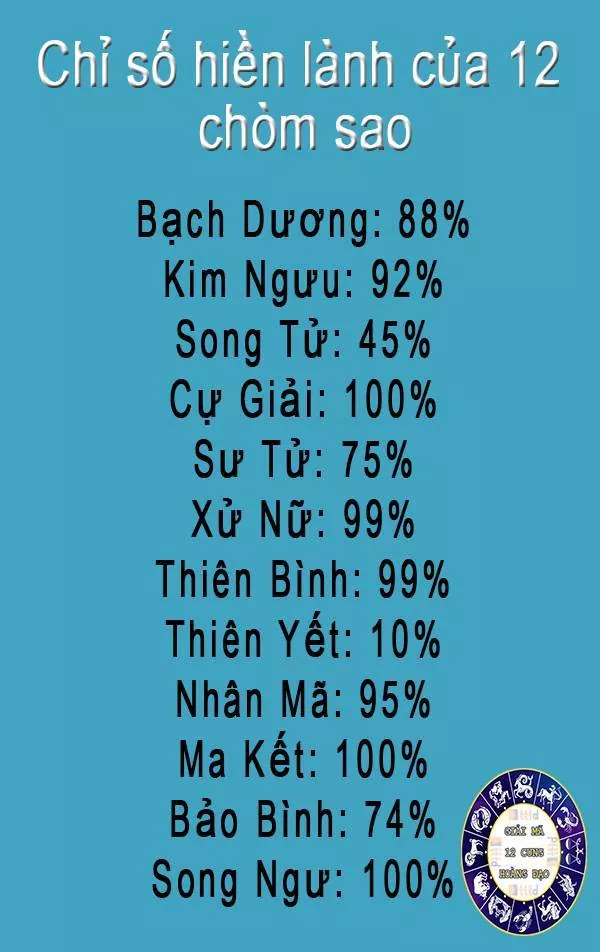 Chỉ số hiền lành của 12
chòm sao
Bạch Dương: 88%
Kim Ngưu: 92%
Song Tử: 45%
Cự Giải: 100%
Sư Tử: 75%
Xử Nữ: 99%
Thiên Bình: 99%
Thiên Yết: 10%
Nhân Mã: 95%
Ma Kết: 100%
Bảo Bình: 74%
Song Ngư: 100%
GIẢI MÃ
12 CUNG
HOÀNG ĐẠO